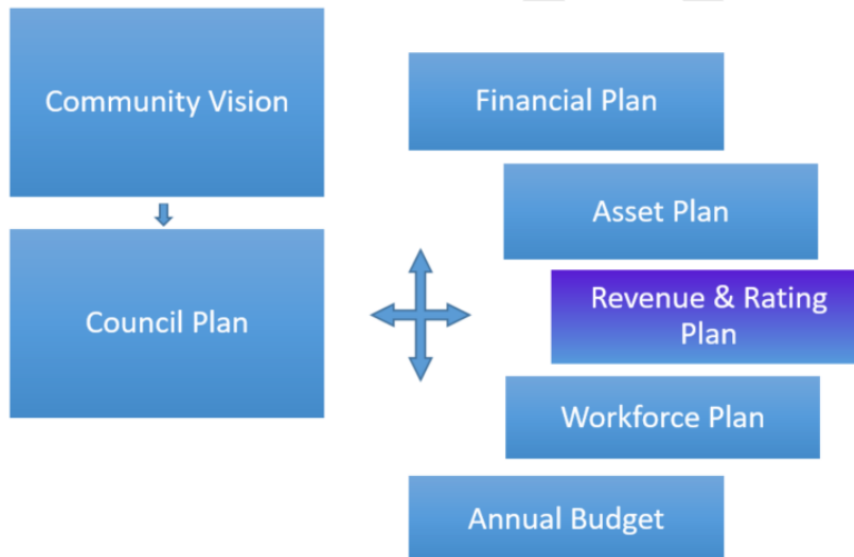 Community Vision
Council Plan
Financial Plan
Asset Plan
Revenue & Rating
Plan
Workforce Plan
Annual Budget